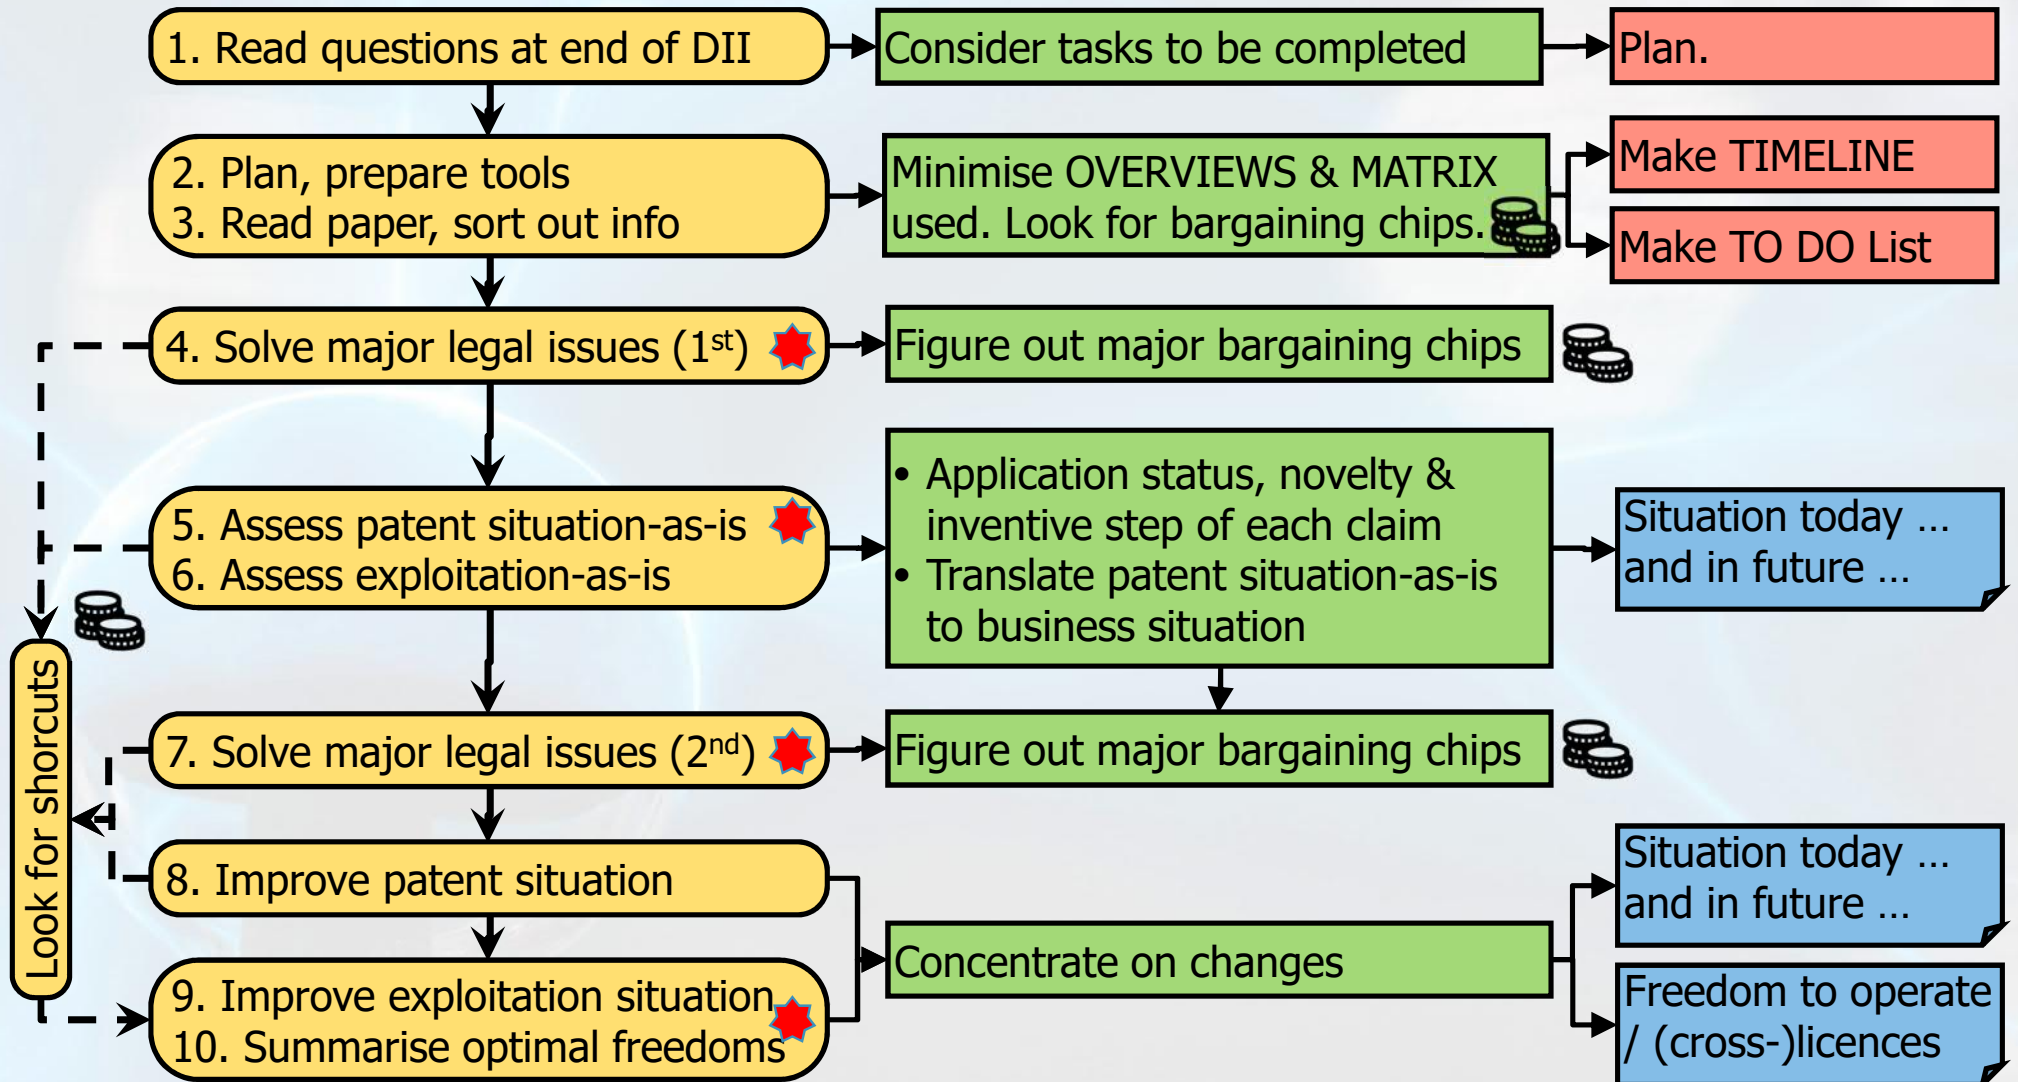 1. Read questions at end of DII
Consider tasks to be completed
Plan.
2. Plan, prepare tools
3. Read paper, sort out info
Minimise OVERVIEWS & MATRIX
used. Look for bargaining chips.
Make TIMELINE
Make TO DO List
4. Solve major legal issues (1st)
Figure out major bargaining chips
5. Assess patent situation-as-is
6. Assess exploitation-as-is
• Application status, novelty &
inventive step of each claim
• Translate patent situation-as-is
to business situation
Situation today ...
and in future ...
Look for shorcuts
7. Solve major legal issues (2nd)
Figure out major bargaining chips
8. Improve patent situation
9. Improve exploitation situation
10. Summarise optimal freedoms
Concentrate on changes
Situation today ...
and in future ...
Freedom to operate
/ (cross-)licences